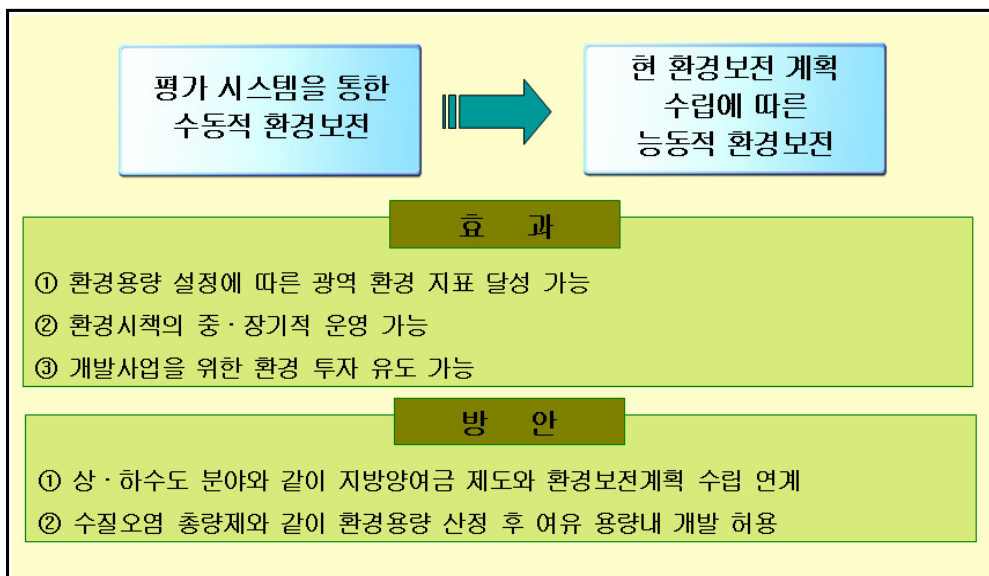 평가 시스템을 통한
수동적 환경보전
현 환경보전 계획
수립에 따른
능동적 환경보전
효 과
① 환경용량 설정에 따른 광역 환경 지표 달성 가능
② 환경시책의 중·장기적 운영 가능
③ 개발사업을 위한 환경 투자 유도 가능
방 안
① 상·하수도 분야와 같이 지방양여금 제도와 환경보전계획 수립 연계
② 수질오염 총량제와 같이 환경용량 산정 후 여유 용량내 개발 허용